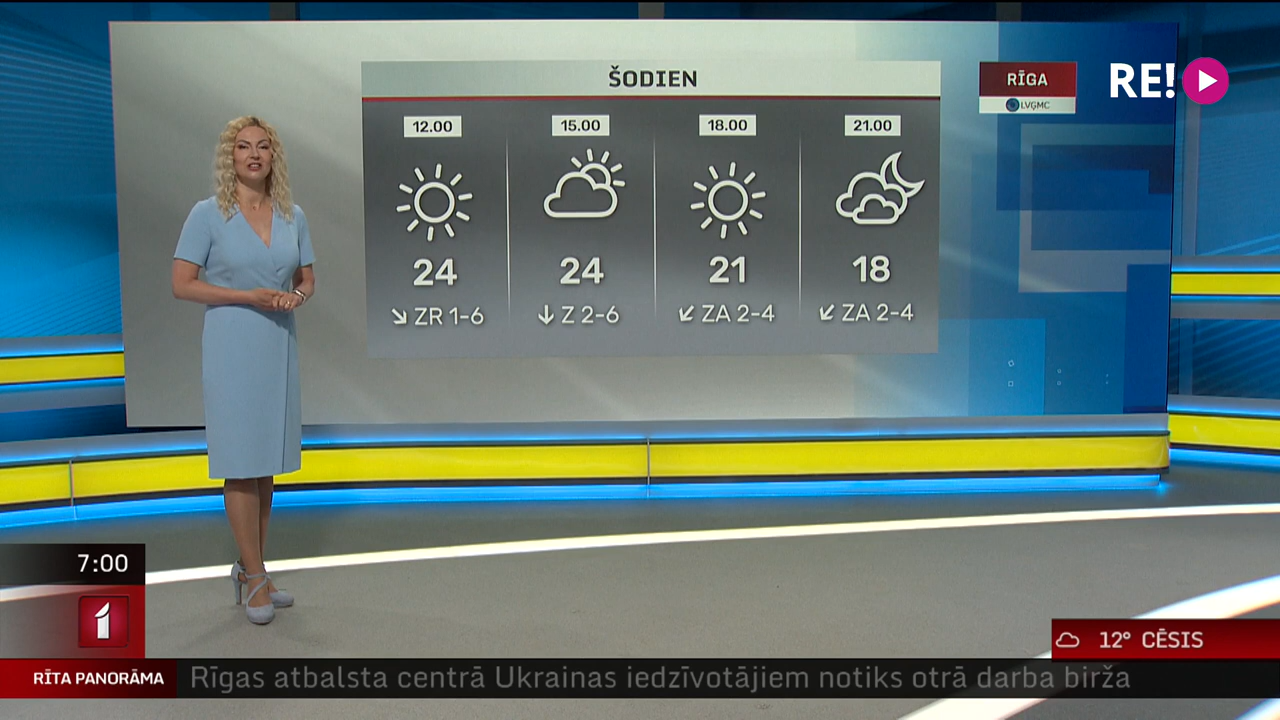 ŠODIEN
RĪGA
LVĢMC
RE!
12.00
15.00
18.00
21.00
24
24
21
18
ZR 1-6
Z 2-6
ZA 2-4
ZA 2-4
7:00
1
12° CĒSIS
RĪTA PANORĀMA
Rīgas atbalsta centrā Ukrainas iedzīvotājiem notiks otrā darba birža